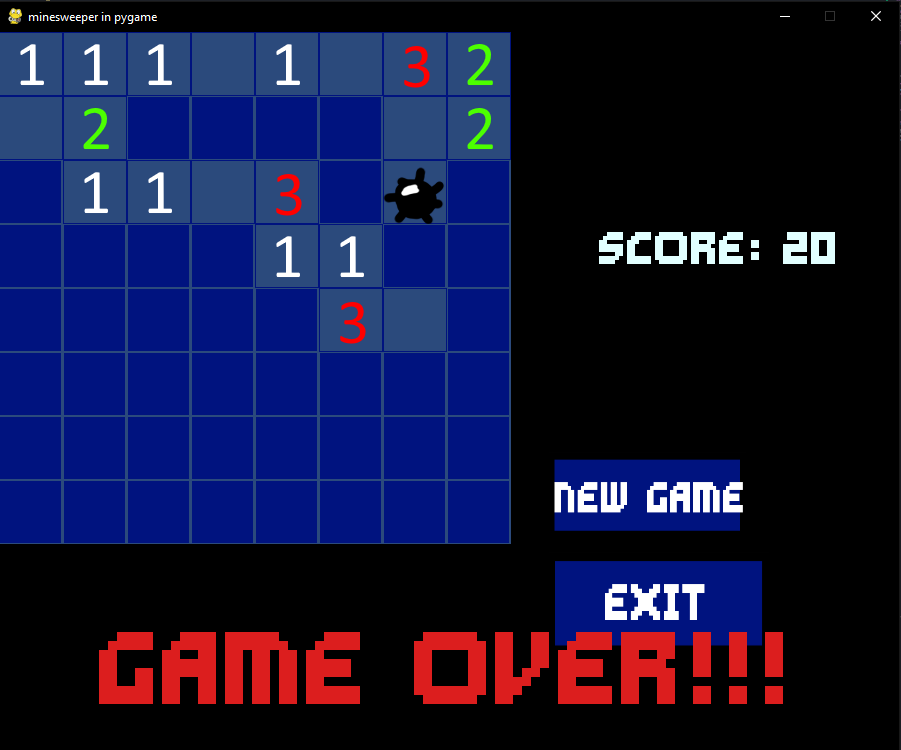 minesweeper in pygame
1 1 1 1 3 2
2 2
1 1 3
1 1
SCORE: 20
3
NEW GAME
EXIT
GAME OVER!!!